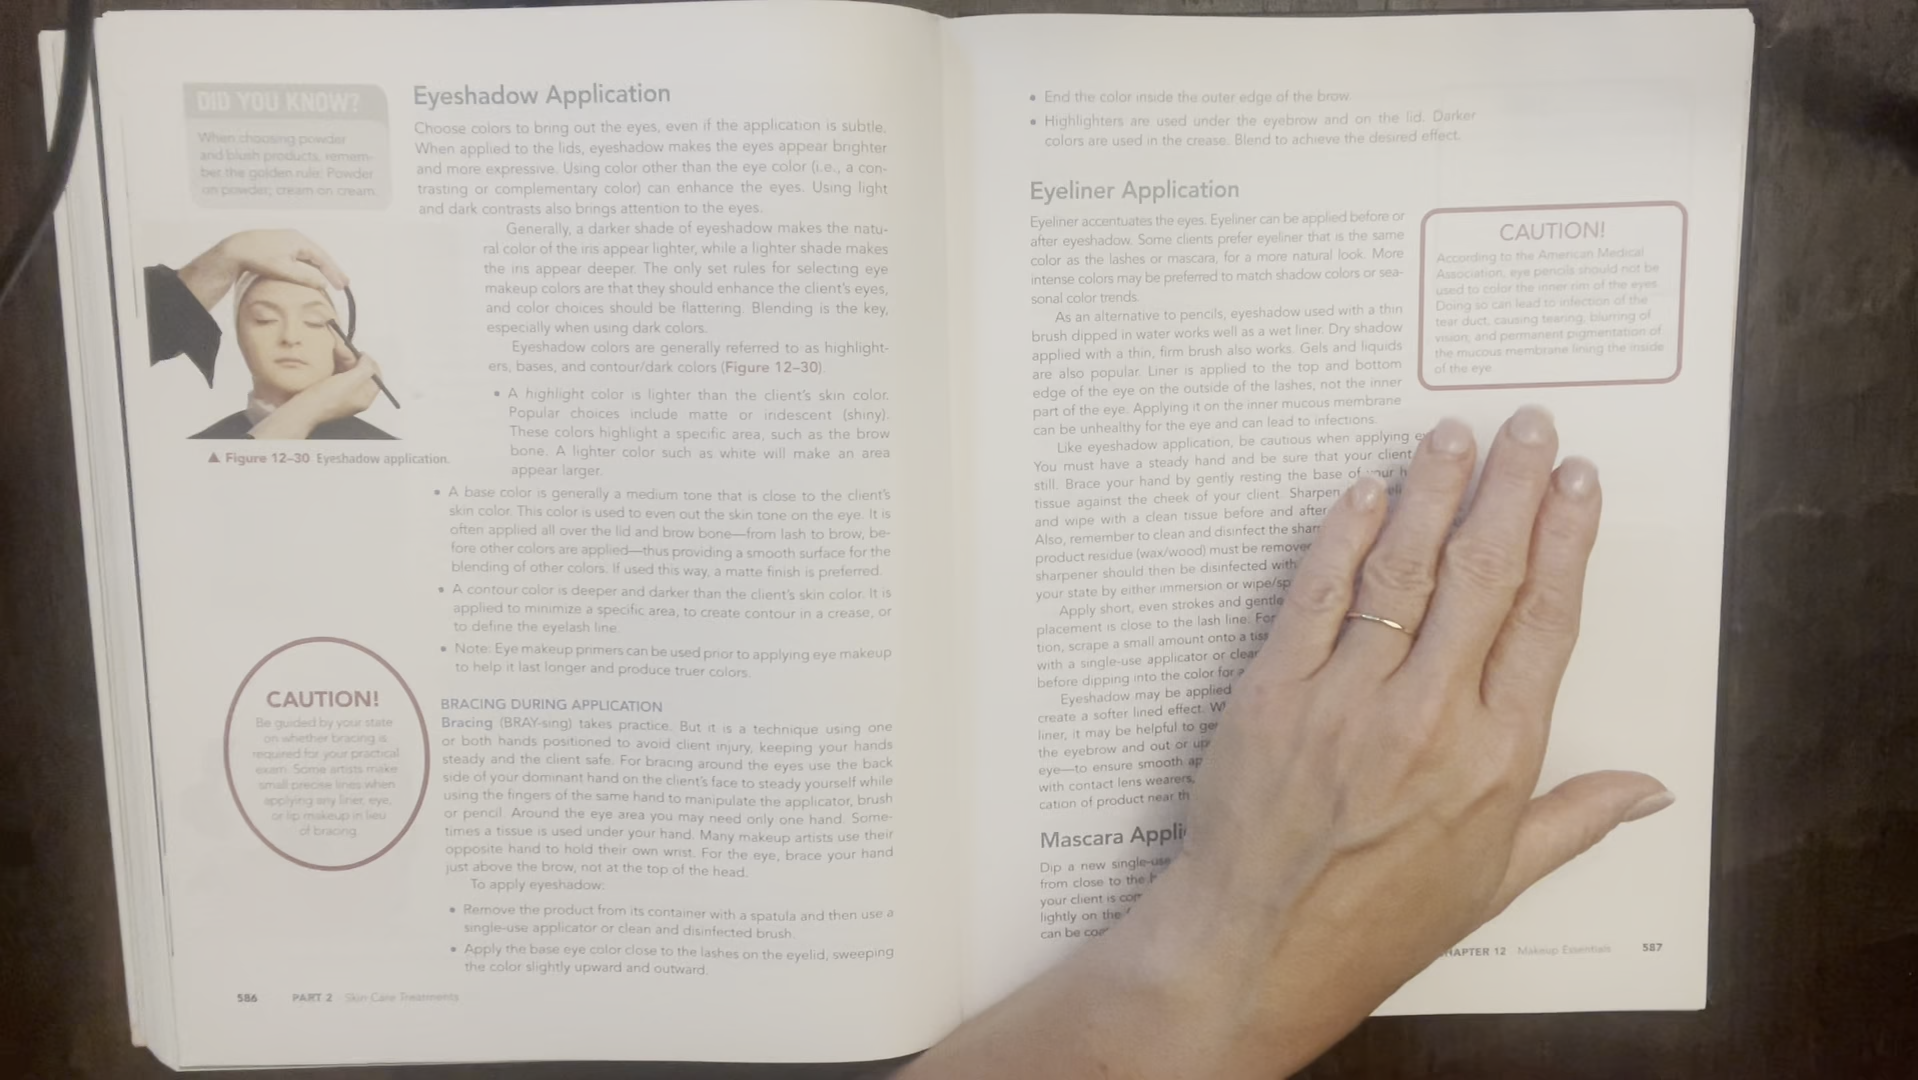 DID YOU KNOW?
When choosing powder
and blush products, remem-
ber the golden rule: Powder
on powder; cream on cream.
Eyeshadow Application
Choose colors to bring out the eyes, even if the application is subtle.
When applied to the lids, eyeshadow makes the eyes appear brighter
and more expressive. Using color other than the eye color (i.e., a con-
trasting or complementary color) can enhance the eyes. Using light
and dark contrasts also brings attention to the eyes.
Generally, a darker shade of eyeshadow makes the natu-
ral color of the iris appear lighter, while a lighter shade makes
the iris appear deeper. The only set rules for selecting eye
makeup colors are that they should enhance the client's eyes,
and color choices should be flattering. Blending is the key,
especially when using dark colors.
Eyeshadow colors are generally referred to as highlight-
ers, bases, and contour/dark colors (Figure 12–30).
• A highlight color is lighter than the client's skin color.
Popular choices include matte or iridescent (shiny).
These colors highlight a specific area, such as the brow
bone. A lighter color such as white will make an area
appear larger.
▲ Figure 12–30 Eyeshadow application.
• A base color is generally a medium tone that is close to the client's
skin color. This color is used to even out the skin tone on the eye. It is
often applied all over the lid and brow bone—from lash to brow, be-
fore other colors are applied—thus providing a smooth surface for the
blending of other colors. If used this way, a matte finish is preferred.
• A contour color is deeper and darker than the client's skin color. It is
applied to minimize a specific area, to create contour in a crease, or
to define the eyelash line.
• Note: Eye makeup primers can be used prior to applying eye makeup
to help it last longer and produce truer colors.
CAUTION!
Be guided by your state
on whether bracing is
required for your practical
exam. Some artists make
small precise lines when
applying any liner, eye,
or lip makeup in lieu
of bracing.
BRACING DURING APPLICATION
Bracing (BRAY-sing) takes practice. But it is a technique using one
or both hands positioned to avoid client injury, keeping your hands
steady and the client safe. For bracing around the eyes use the back
side of your dominant hand on the client's face to steady yourself while
using the fingers of the same hand to manipulate the applicator, brush
or pencil. Around the eye area you may need only one hand. Some-
times a tissue is used under your hand. Many makeup artists use their
opposite hand to hold their own wrist. For the eye, brace your hand
just above the brow, not at the top of the head.
To apply eyeshadow:
• Remove the product from its container with a spatula and then use a
single-use applicator or clean and disinfected brush.
• Apply the base eye color close to the lashes on the eyelid, sweeping
the color slightly upward and outward.
586 PART 2 Skin Care Treatments
• End the color inside the outer edge of the brow.
• Highlighters are used under the eyebrow and on the lid. Darker
colors are used in the crease. Blend to achieve the desired effect.
Eyeliner Application
Eyeliner accentuates the eyes. Eyeliner can be applied before or
after eyeshadow. Some clients prefer eyeliner that is the same
color as the lashes or mascara, for a more natural look. More
intense colors may be preferred to match shadow colors or sea-
sonal color trends.
As an alternative to pencils, eyeshadow used with a thin
brush dipped in water works well as a wet liner. Dry shadow
applied with a thin, firm brush also works. Gels and liquids
are also popular. Liner is applied to the top and bottom
edge of the eye on the outside of the lashes, not the inner
part of the eye. Applying it on the inner mucous membrane
can be unhealthy for the eye and can lead to infections.
Like eyeshadow application, be cautious when applying
You must have a steady hand and be sure that your client
still. Brace your hand by gently resting the base of your
tissue against the cheek of your client. Sharpen
and wipe with a clean tissue before and after
Also, remember to clean and disinfect the
product residue (wax/wood) must be
sharpener should then be disinfected with
your state by either immersion or
Apply short, even strokes and
placement is close to the lash line. For
tion, scrape a small amount onto a
with a single-use applicator or
before dipping into the color for a
Eyeshadow may be applied
create a softer lined effect.
liner, it may be helpful to
the eyebrow and out or
eye—to ensure smooth
with contact lens wearers,
cation of product near
CAUTION!
According to the American Medical
Association, eye pencils should not be
used to color the inner rim of the eyes.
Doing so can lead to infection of the
tear duct, causing tearing, blurring of
vision, and permanent pigmentation of
the mucous membrane lining the inside
of the eye.
Mascara
Dip a new
from close to the
your client is
lightly on the
can be
12 Makeup Essentials 587